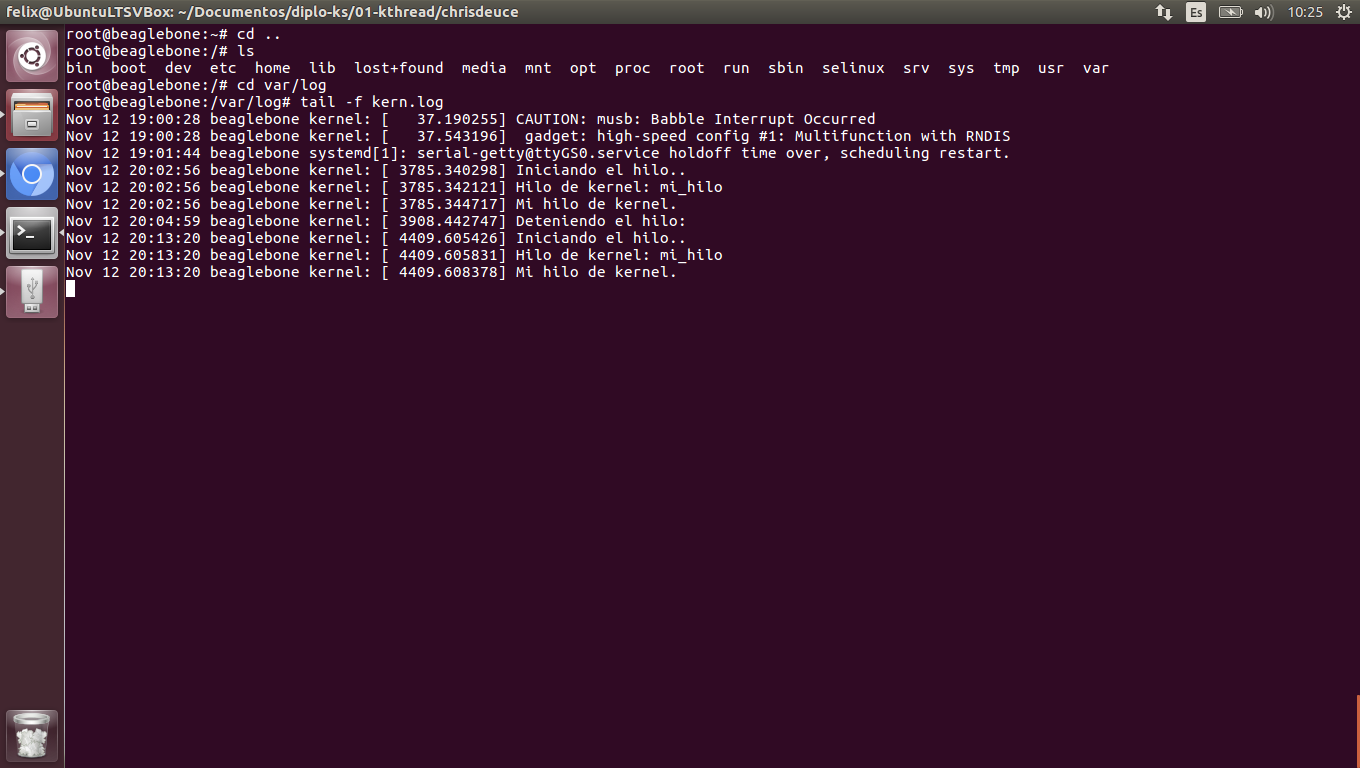 felix@UbuntuLTSVBox: ~/Documentos/diplo-ks/01-kthread/chrisdeuce
Es
10:25
root@beaglebone:~# cd ..
root@beaglebone:/# ls
bin  boot  dev  etc  home  lib  lost+found  media  mnt  opt  proc  root  run  sbin  selinux  srv  sys  tmp  usr  var
root@beaglebone:/# cd var/log
root@beaglebone:/var/log# tail -f kern.log
Nov 12 19:00:28 beaglebone kernel: [   37.190255] CAUTION: musb: Babble Interrupt Occurred
Nov 12 19:00:28 beaglebone kernel: [   37.543196]  gadget: high-speed config #1: Multifunction with RNDIS
Nov 12 19:01:44 beaglebone systemd[1]: serial-getty@ttyGS0.service holdoff time over, scheduling restart.
Nov 12 20:02:56 beaglebone kernel: [ 3785.340298] Iniciando el hilo..
Nov 12 20:02:56 beaglebone kernel: [ 3785.342121] Hilo de kernel: mi_hilo
Nov 12 20:02:56 beaglebone kernel: [ 3785.344717] Mi hilo de kernel.
Nov 12 20:04:59 beaglebone kernel: [ 3908.442747] Deteniendo el hilo:
Nov 12 20:13:20 beaglebone kernel: [ 4409.605426] Iniciando el hilo..
Nov 12 20:13:20 beaglebone kernel: [ 4409.605831] Hilo de kernel: mi_hilo
Nov 12 20:13:20 beaglebone kernel: [ 4409.608378] Mi hilo de kernel.